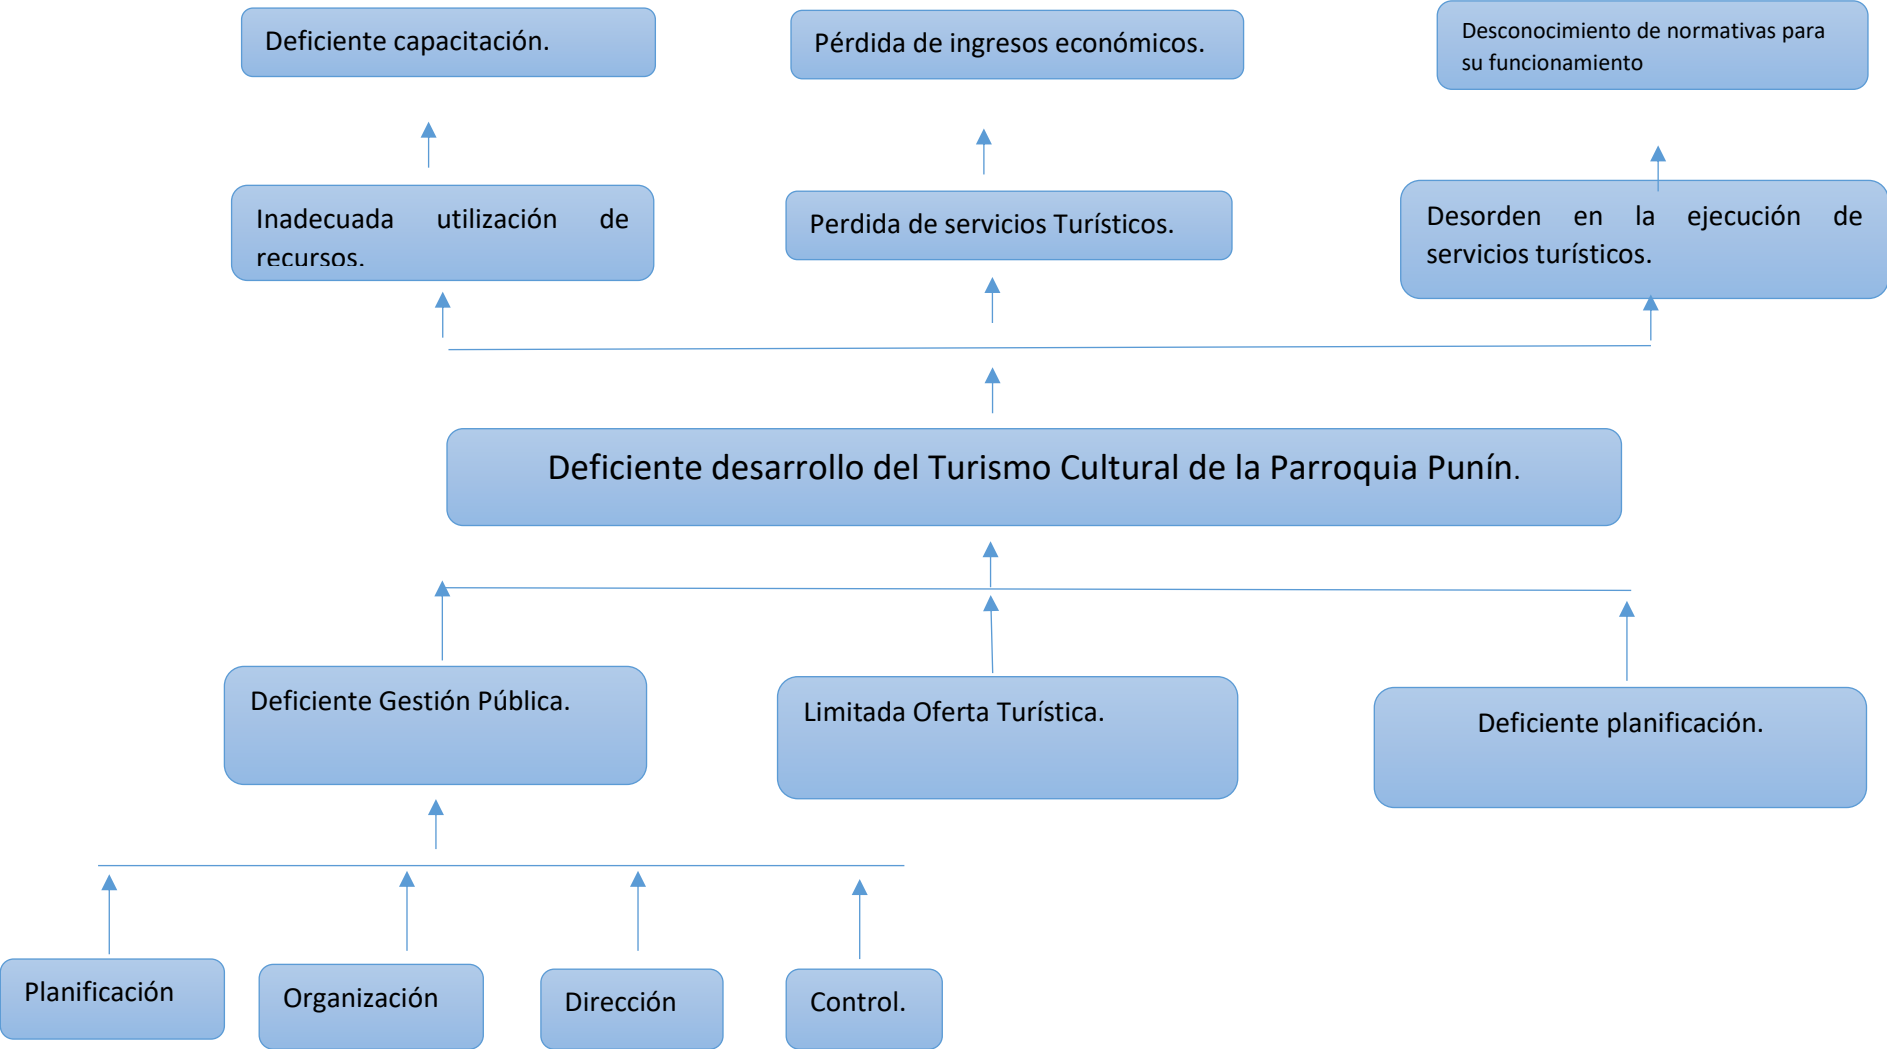 Deficiente capacitación.
Pérdida de ingresos económicos.
Desconocimiento de normativas para
su funcionamiento
Inadecuada utilización de
recursos.
Perdida de servicios Turísticos.
Desorden en la ejecución de
servicios turísticos.
Deficiente desarrollo del Turismo Cultural de la Parroquia Punín.
Deficiente Gestión Pública.
Limitada Oferta Turística.
Deficiente planificación.
Planificación
Organización
Dirección
Control.